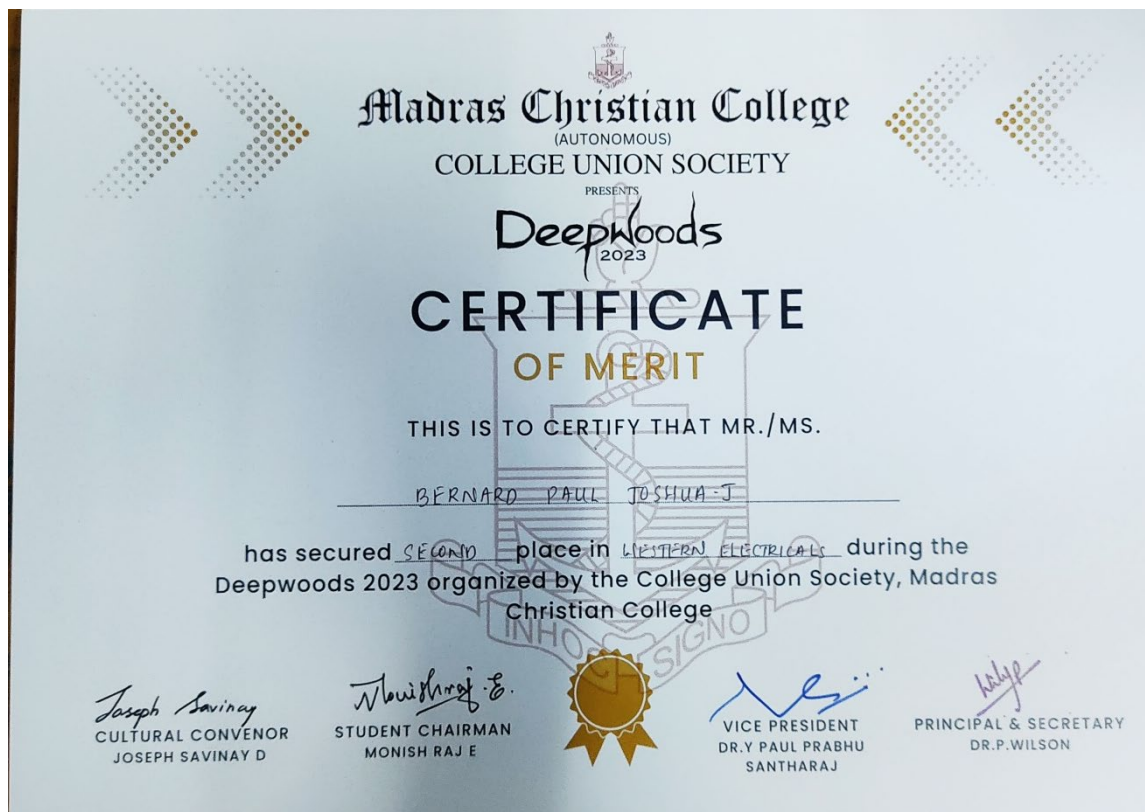 Madras Christian College
(AUTONOMOUS)
COLLEGE UNION SOCIETY
PRESENTS
Deepwoods
2023
CERTIFICATE
OF MERIT
THIS IS TO CERTIFY THAT MR./MS.
BERNARD PAUL JOSHUA-J
has secured SECOND place in WESTERN ELECTRICALS during the
Deepwoods 2023 organized by the College Union Society, Madras
Christian College
IN HOC SIGNO
Joseph Savinay
CULTURAL CONVENOR
JOSEPH SAVINAY D
Monishraj.E.
STUDENT CHAIRMAN
MONISH RAJ E
VICE PRESIDENT
DR.Y PAUL PRABHU
SANTHARAJ
PRINCIPAL & SECRETARY
DR.P.WILSON